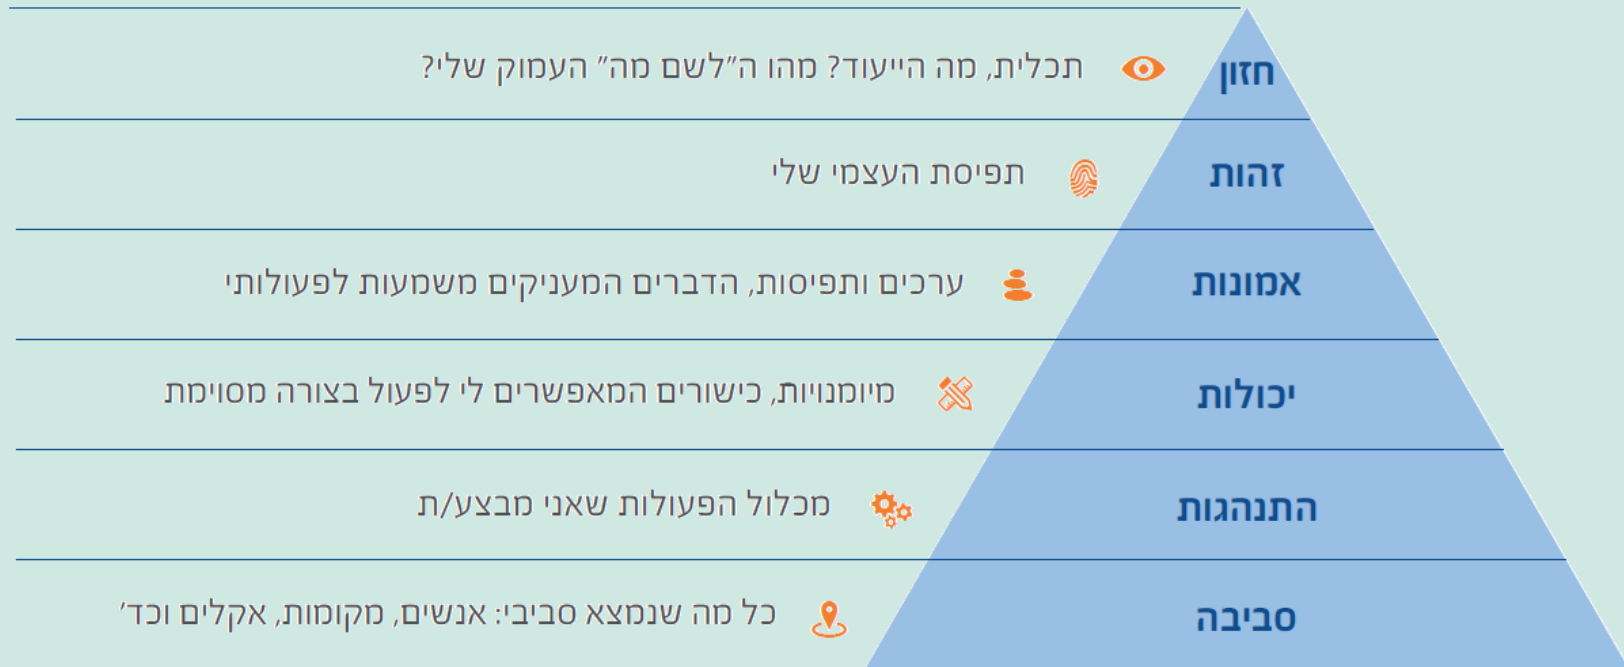 חזון
תכלית, מה הייעוד? מהו ה"לשם מה" העמוק שלי?
זהות
תפיסת העצמי שלי
אמונות
ערכים ותפיסות, הדברים המעניקים משמעות לפעולותי
יכולות
מיומנויות, כישורים המאפשרים לי לפעול בצורה מסוימת
התנהגות
מכלול הפעולות שאני מבצע/ת
סביבה
כל מה שנמצא סביבי: אנשים, מקומות, אקלים וכד'